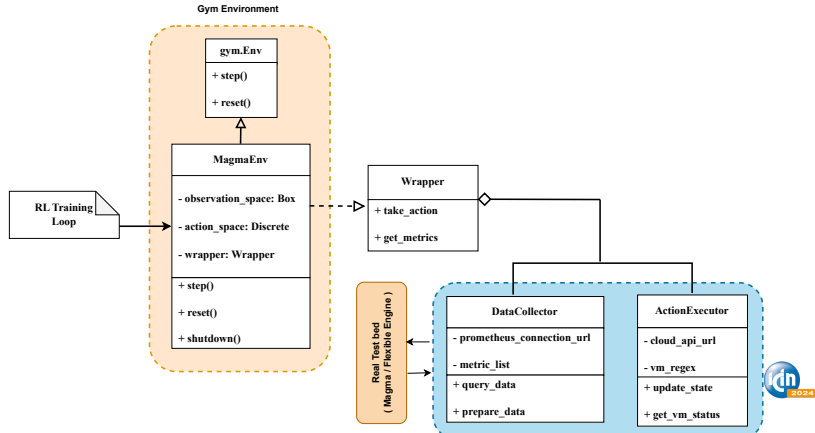 Gym Environment
gym.Env
+ step()
+ reset()
MagmaEnv
- observation_space: Box
- action_space: Discrete
- wrapper: Wrapper
+ step()
+ reset()
+ shutdown()
RL Training
Loop
Wrapper
+ take_action
+ get_metrics
Real Test bed
( Magma / Flexible Engine )
DataCollector
- prometheus_connection_url
- metric_list
+ query_data
+ prepare_data
ActionExecutor
- cloud_api_url
- vm_regex
+ update_state
+ get_vm_status
icin
2024